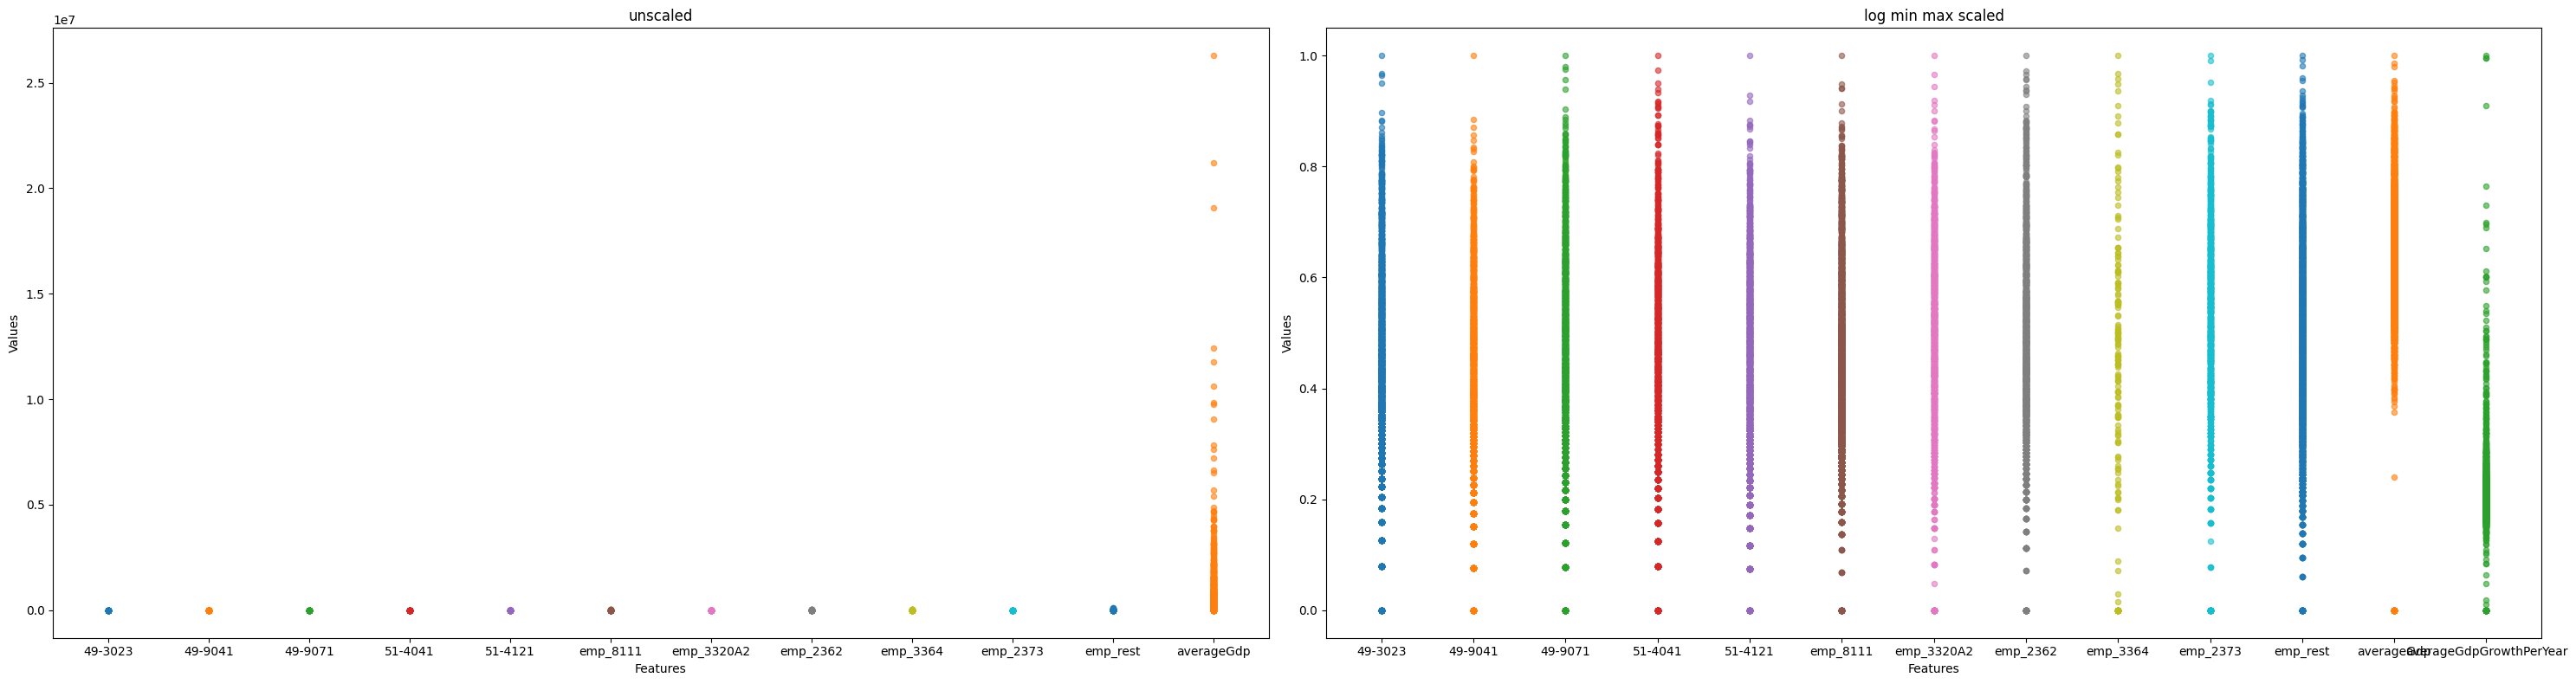 unscaled
1e7
2.5
2.0
1.5
1.0
0.5
0.0
Values
49-3023 49-9041 49-9071 51-4041 51-4121 emp_8111 emp_3320A2 emp_2362 emp_3364 emp_2373 emp_rest averageGdp
Features
log min max scaled
1.0
0.8
0.6
0.4
0.2
0.0
Values
49-3023 49-9041 49-9071 51-4041 51-4121 emp_8111 emp_3320A2 emp_2362 emp_3364 emp_2373 emp_rest averageGdp averageGdpGrowthPerYear
Features